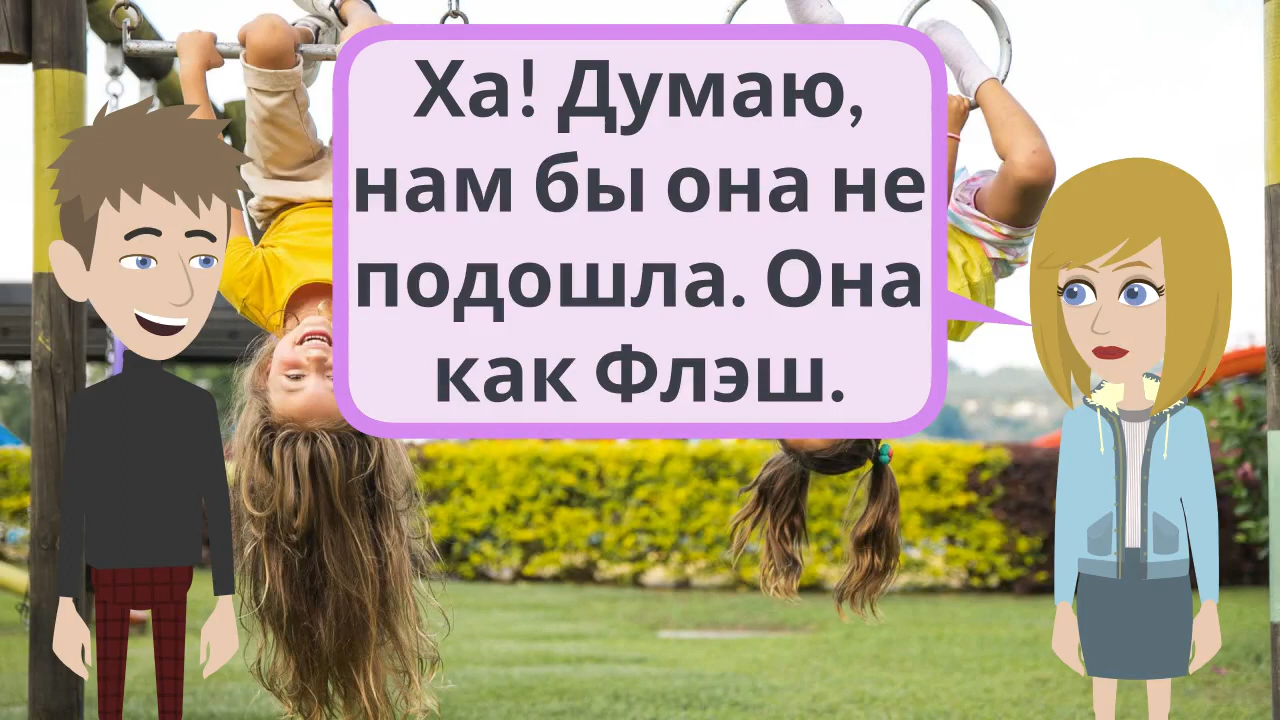 Ха! Думаю,
нам бы она не
подошла. Она
как Флэш.